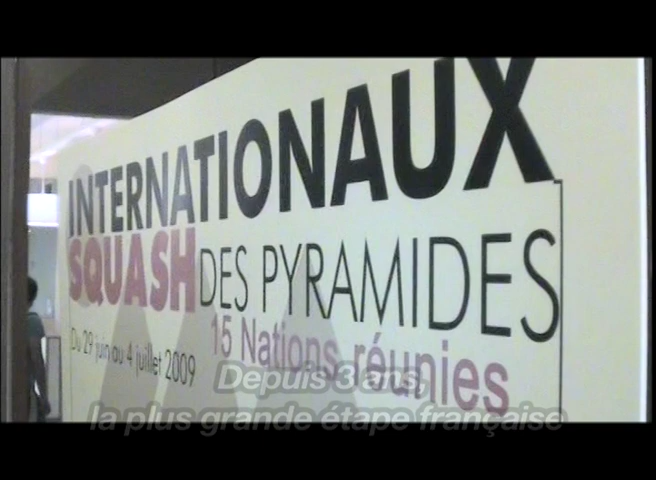 INTERNATIONAUX
SQUASH DES PYRAMIDES
Du 29 juin au 4 juillet 2009
15 Nations réunies
Depuis 3 ans,
la plus grande étape française